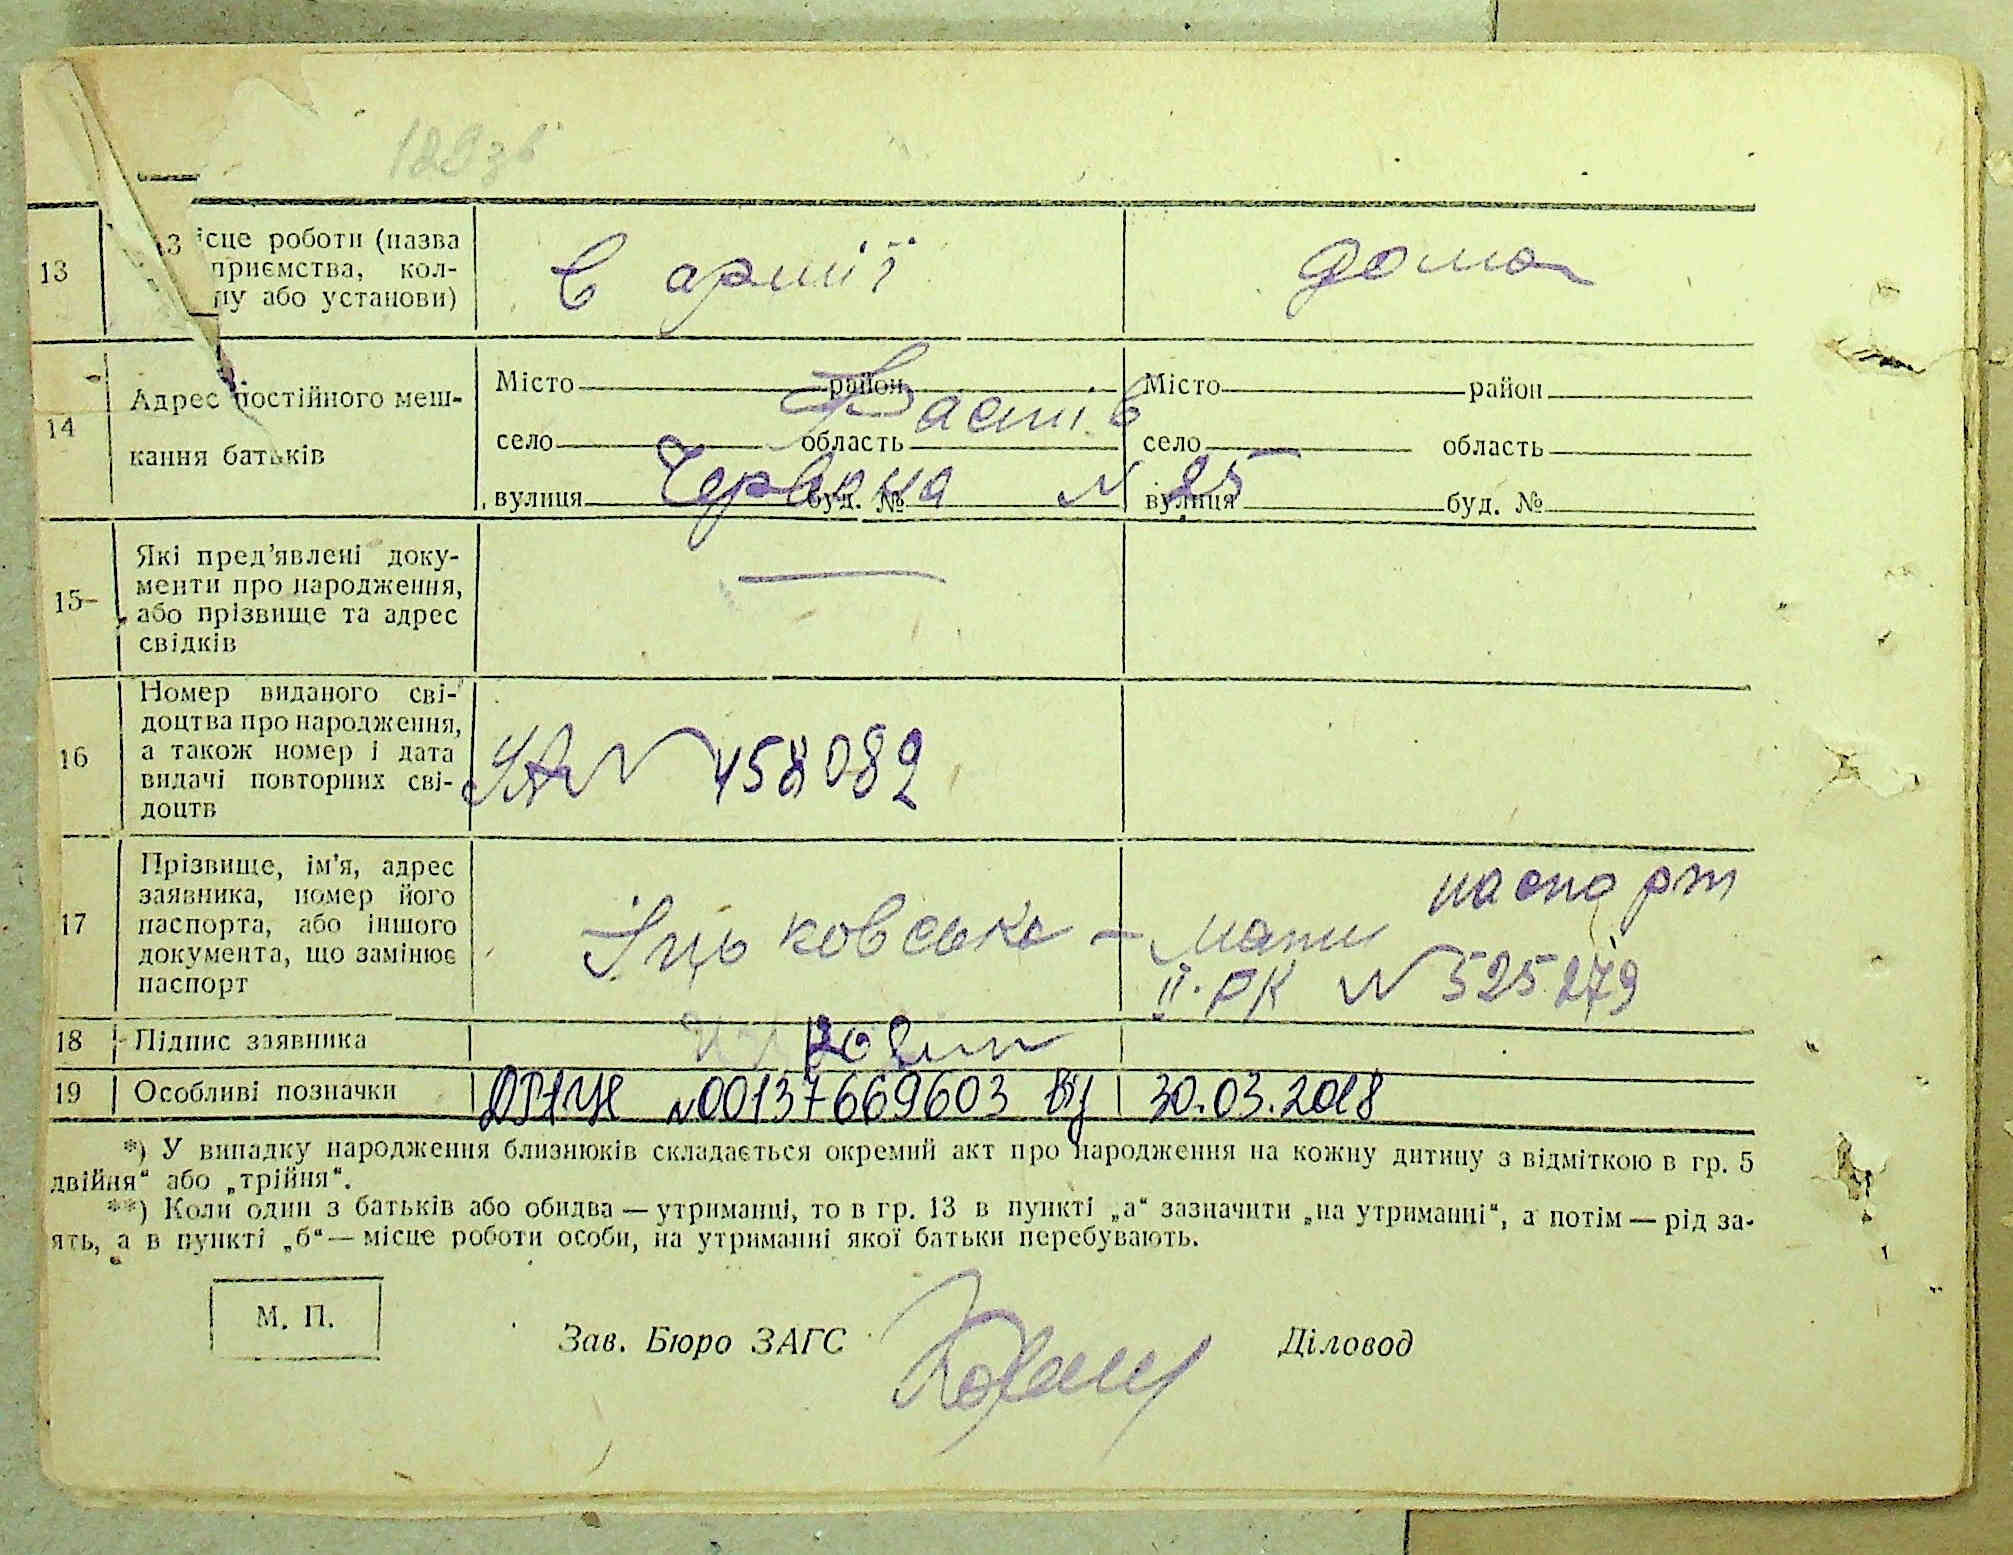 13
ісце роботи (назва
приємства, кол-
пу або установи)
в армії
дома
14
Адрес постійного меш-
кання батьків
Місто район
Місто район
Фастів
село область
село область
Червона N 25
вулиця буд. №
вулиця буд. №
15
Які пред’явлені доку-
менти про народження,
або прізвище та адрес
свідків
—
16
Номер виданого сві-
доцтва про народження,
а також номер і дата
видачі повторних сві-
доцтв
УА N 458082
17
Прізвище, ім’я, адрес
заявника, номер його
паспорта, або іншого
документа, що замінює
паспорт
Іцьковське – мати паспорт
II-РК N 525279
18 Підпис заявника
19 Особливі позначки
ДРАЦС N00137669603 від 30.03.2018
*) У випадку народження близнюків складається окремий акт про народження на кожну дитину з відміткою в гр. 5
двійня“ або „трійня“.
**) Коли один з батьків або обидва — утриманці, то в гр. 13 в пункті „а“ зазначити „на утриманні“, а потім — рід за-
ять, а в пункті „б“ — місце роботи особи, на утриманні якої батьки перебувають.
М. П.
Зав. Бюро ЗАГС
Діловод